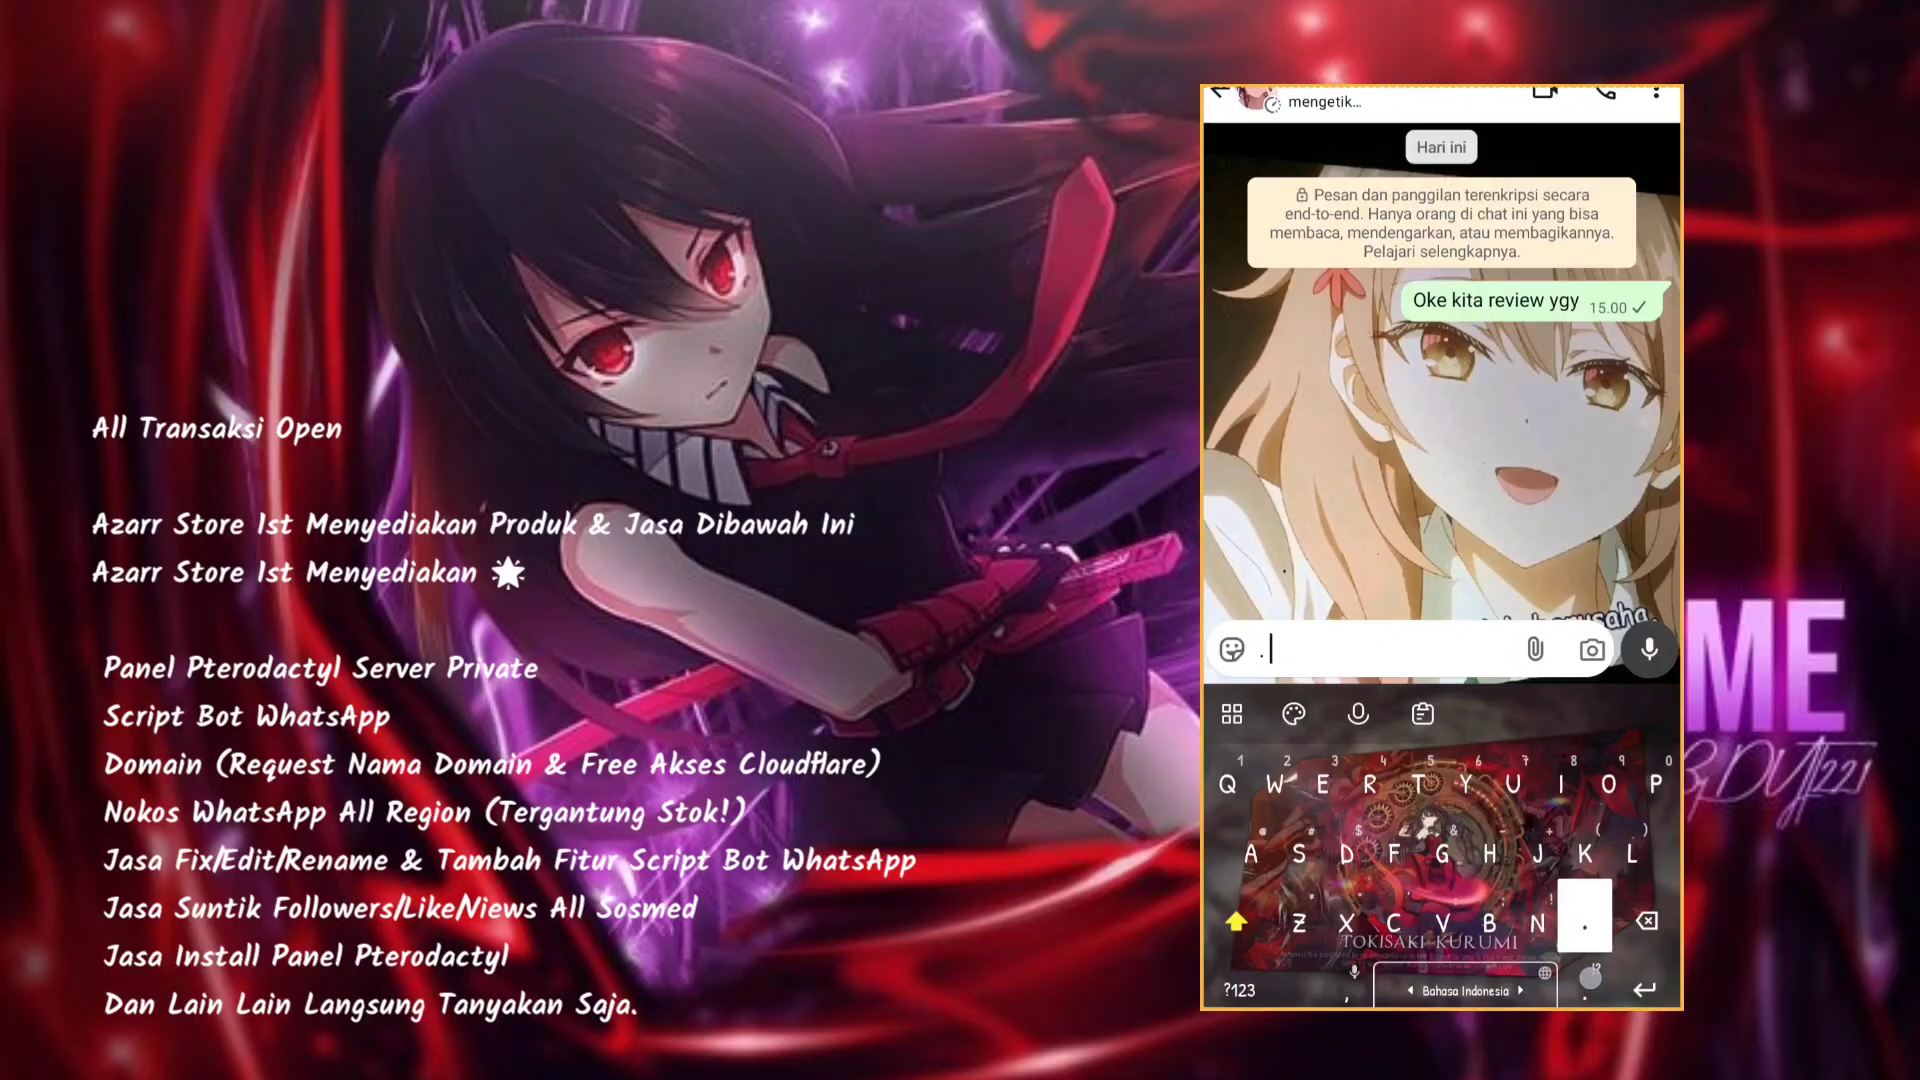 All Transaksi Open
Azarr Store 1st Menyediakan Produk & Jasa Dibawah Ini
Azarr Store 1st Menyediakan 🌟
Panel Pterodactyl Server Private
Script Bot WhatsApp
Domain (Request Nama Domain & Free Akses Cloudflare)
Nokos WhatsApp All Region (Tergantung Stok!)
Jasa Fix/Edit/Rename & Tambah Fitur Script Bot WhatsApp
Jasa Suntik Followers/Like/Views All Sosmed
Jasa Install Panel Pterodactyl
Dan Lain Lain Langsung Tanyakan Saja.
mengetik...
Hari ini
Pesan dan panggilan terenkripsi secara
end-to-end. Hanya orang di chat ini yang bisa
membaca, mendengarkan, atau membagikannya.
Pelajari selengkapnya.
Oke kita review ygy 15.00
.
1 2 3 4 5 6 7 8 9 0
Q W E R T Y U I O P
@ # $ & - + ( )
A S D F G H J K L
Z X C V B N .
TOKISAKI KURUMI
?123 , Bahasa Indonesia . !?
ME